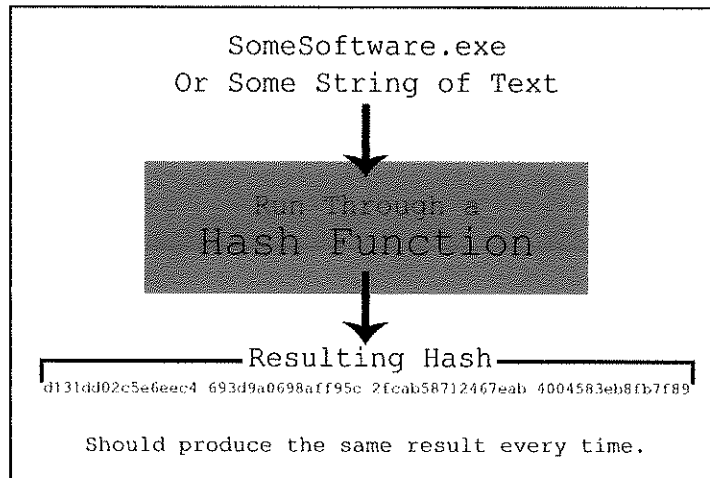 SomeSoftware.exe
Or Some String of Text
Run Through a
Hash Function
Resulting Hash
d131dd02c5e6eec4 693d9a0698aff95c 2fcab58712467eab 4004583eb8fb7f89
Should produce the same result every time.